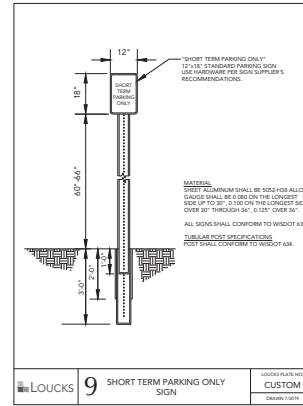 12"
"SHORT TERM PARKING ONLY"
12"x18" STANDARD PARKING SIGN
USE HARDWARE PER SIGN SUPPLIER'S
RECOMMENDATIONS.
SHORT
TERM
PARKING
ONLY
18"
60"-66"
MATERIAL
SHEET ALUMINUM SHALL BE 5052-H38 ALLO
GAUGE SHALL BE 0.080 ON THE LONGEST
SIDE UP TO 30", 0.100 ON THE LONGEST SID
OVER 30" THROUGH 36", 0.125" OVER 36".
ALL SIGNS SHALL CONFORM TO WISDOT 63
TUBULAR POST SPECIFICATIONS
POST SHALL CONFORM TO WISDOT 634.
1'-0"
2'-0"
3'-0"
LOUCKS
9
SHORT TERM PARKING ONLY
SIGN
LOUCKS PLATE NO.
CUSTOM
DRAWN 7/2019